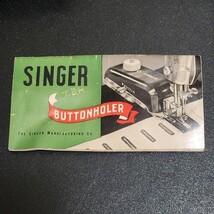 SINGER
BUTTONHOLER
THE SINGER MANUFACTURING CO.